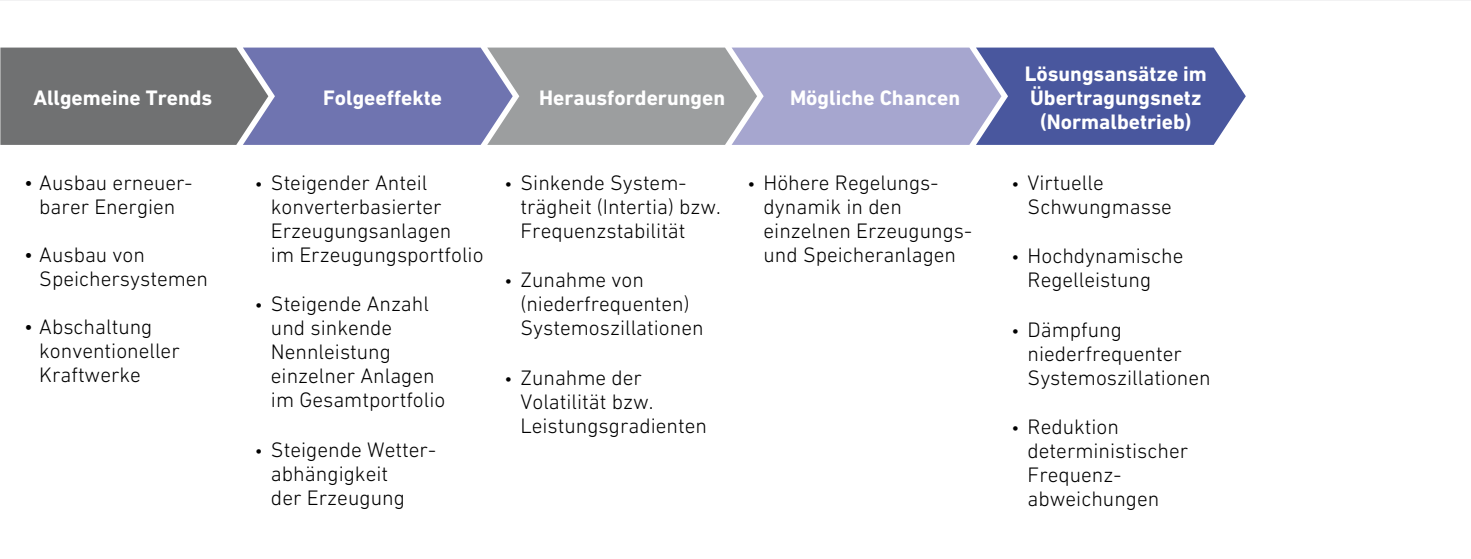 Allgemeine Trends
Folgeeffekte
Herausforderungen
Mögliche Chancen
Lösungsansätze im
Übertragungsnetz
(Normalbetrieb)
• Ausbau erneuer-
barer Energien
• Ausbau von
Speichersystemen
• Abschaltung
konventioneller
Kraftwerke
• Steigender Anteil
konverterbasierter
Erzeugungsanlagen
im Erzeugungsportfolio
• Steigende Anzahl
und sinkende
Nennleistung
einzelner Anlagen
im Gesamtportfolio
• Steigende Wetter-
abhängigkeit
der Erzeugung
• Sinkende System-
trägheit (Intertia) bzw.
Frequenzstabilität
• Zunahme von
(niederfrequenten)
Systemoszillationen
• Zunahme der
Volatilität bzw.
Leistungsgradienten
• Höhere Regelungs-
dynamik in den
einzelnen Erzeugungs-
und Speicheranlagen
• Virtuelle
Schwungmasse
• Hochdynamische
Regelleistung
• Dämpfung
niederfrequenter
Systemoszillationen
• Reduktion
deterministischer
Frequenz-
abweichungen